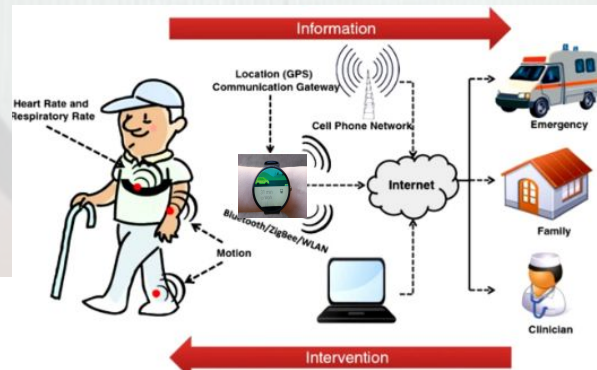 Information
Location (GPS)
Communication Gateway
Heart Rate and
Respiratory Rate
Cell Phone Network
Emergency
Internet
Bluetooth/ZigBee/WLAN
Family
Motion
Clinician
Intervention